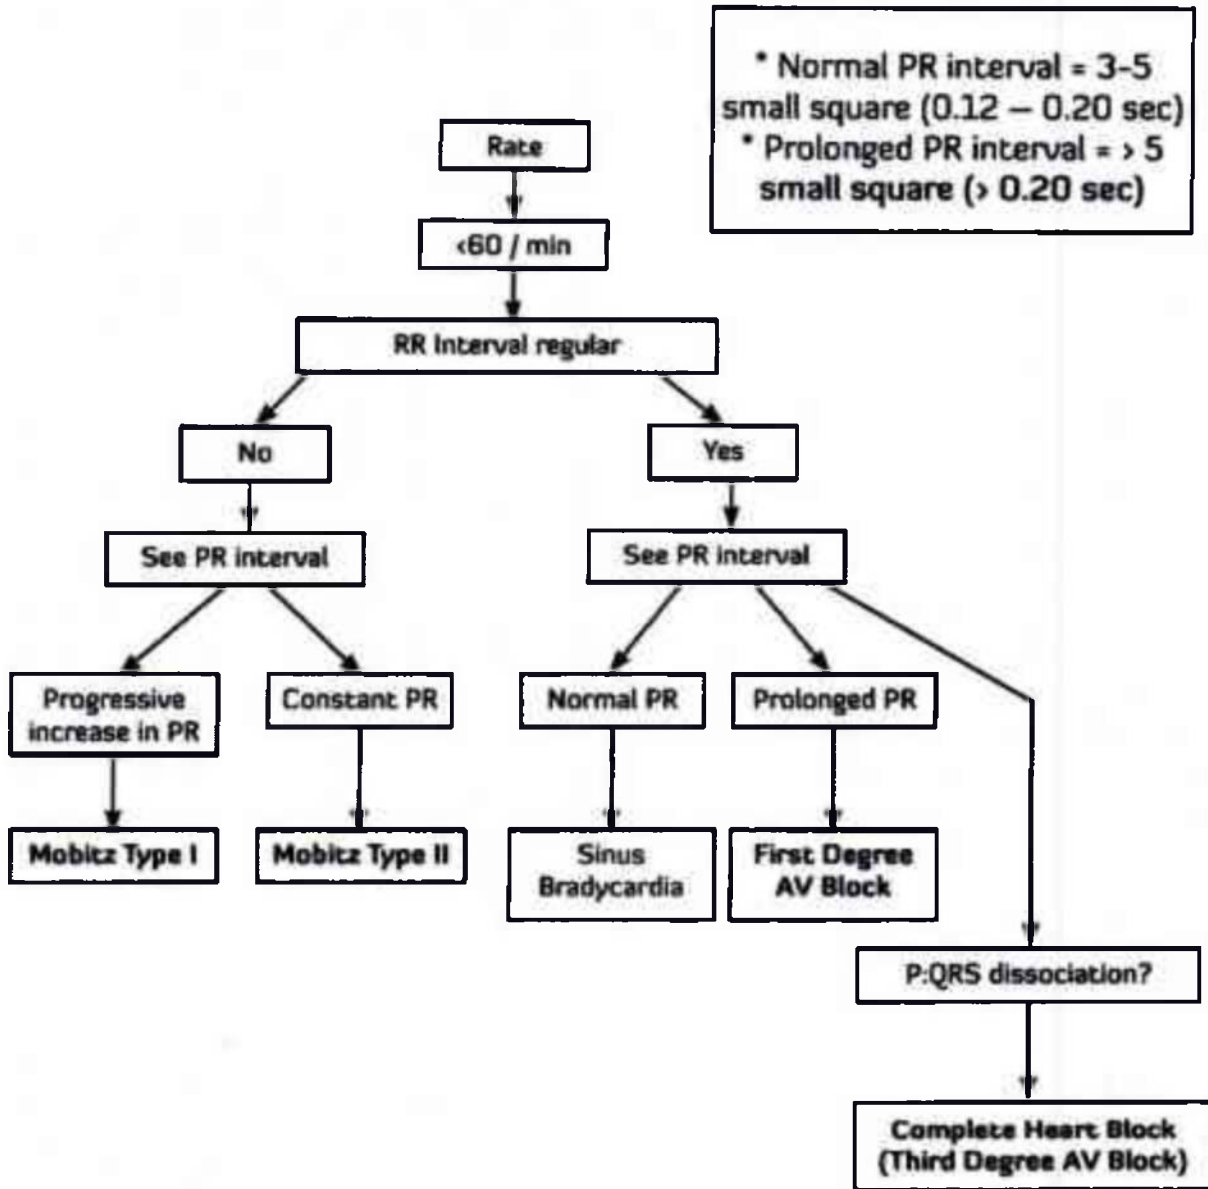 * Normal PR interval = 3-5
small square (0.12 – 0.20 sec)
* Prolonged PR interval = > 5
small square (> 0.20 sec)
Rate
<60 / min
RR Interval regular
No
Yes
See PR interval
See PR interval
Progressive
increase in PR
Constant PR
Normal PR
Prolonged PR
Mobitz Type I
Mobitz Type II
Sinus
Bradycardia
First Degree
AV Block
P:QRS dissociation?
Complete Heart Block
(Third Degree AV Block)